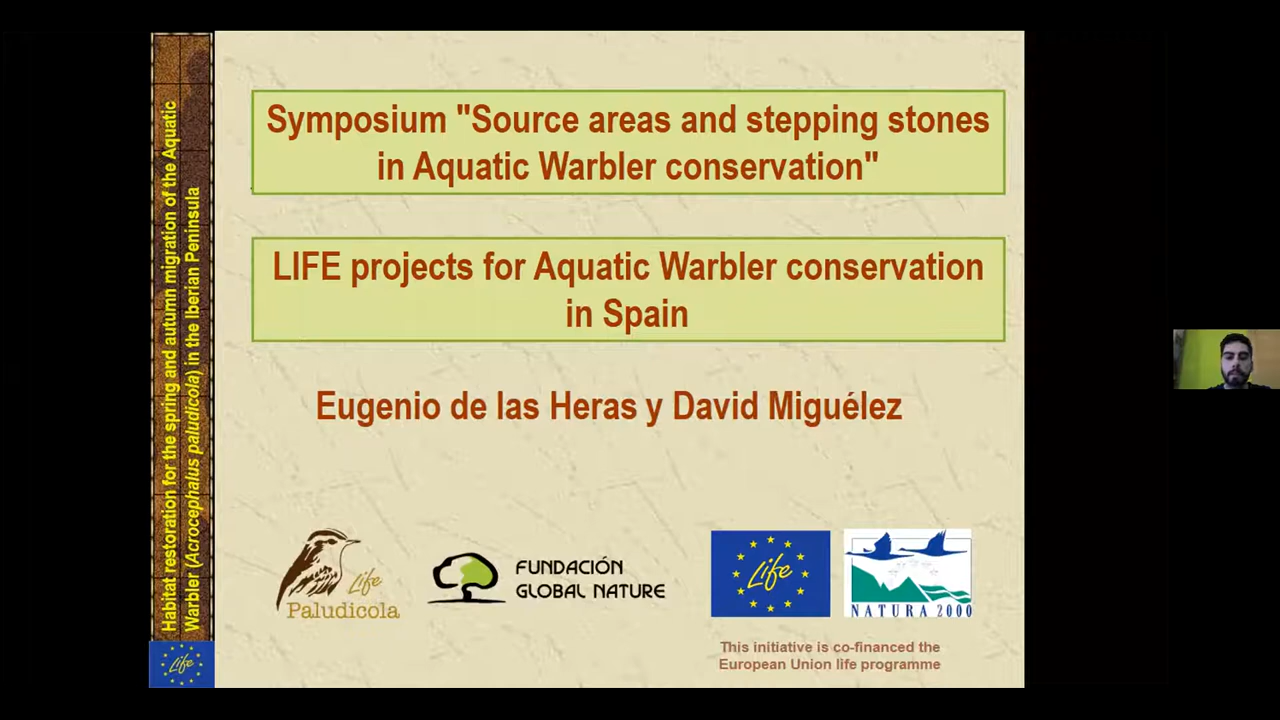 Habitat restoration for the spring and autumn migration of the Aquatic
Warbler (Acrocephalus paludicola) in the Iberian Peninsula
Life
Symposium "Source areas and stepping stones
in Aquatic Warbler conservation"
LIFE projects for Aquatic Warbler conservation
in Spain
Eugenio de las Heras y David Miguélez
Life
Paludicola
FUNDACIÓN
GLOBAL NATURE
Life
NATURA 2000
This initiative is co-financed the
European Union life programme